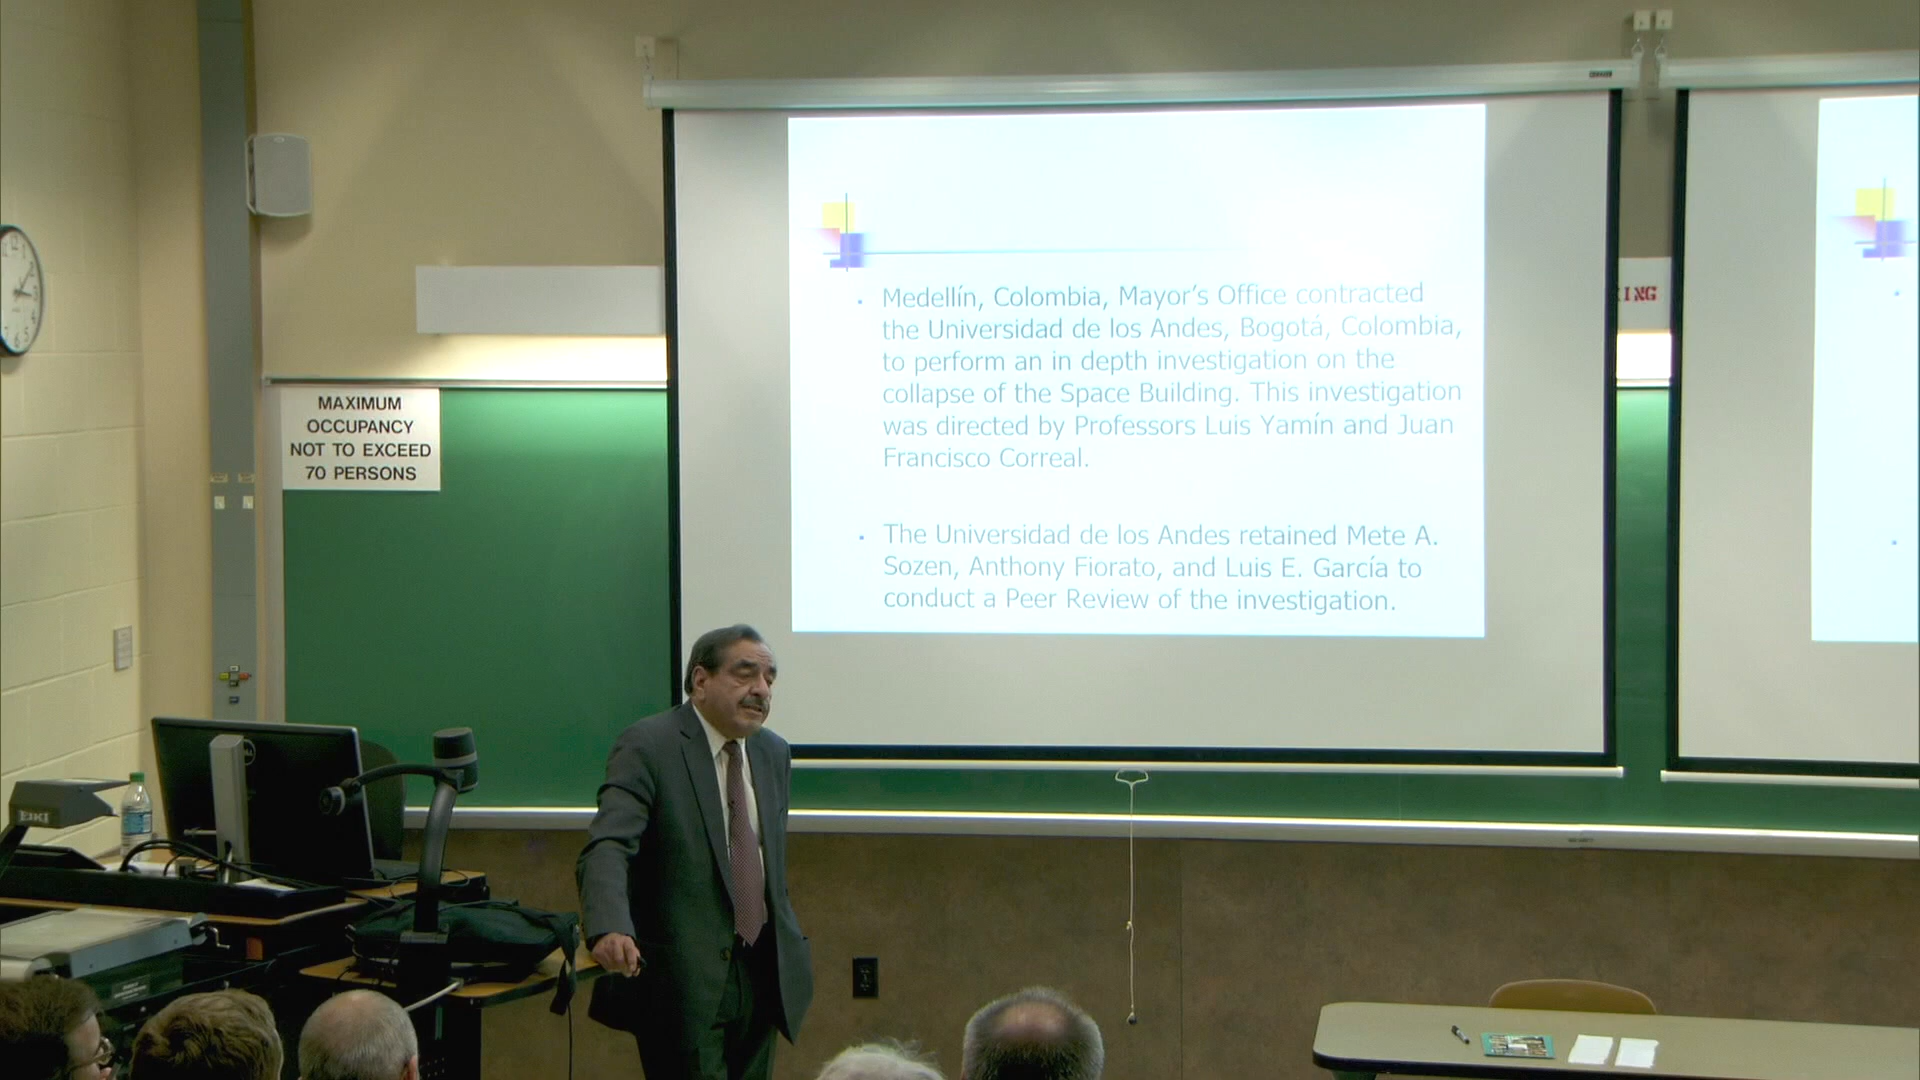 Medellín, Colombia, Mayor's Office contracted
the Universidad de los Andes, Bogotá, Colombia,
to perform an in depth investigation on the
collapse of the Space Building. This investigation
was directed by Professors Luis Yamín and Juan
Francisco Correal.
The Universidad de los Andes retained Mete A.
Sozen, Anthony Fiorato, and Luis E. García to
conduct a Peer Review of the investigation.
MAXIMUM
OCCUPANCY
NOT TO EXCEED
70 PERSONS
ING
EIKI
DELL